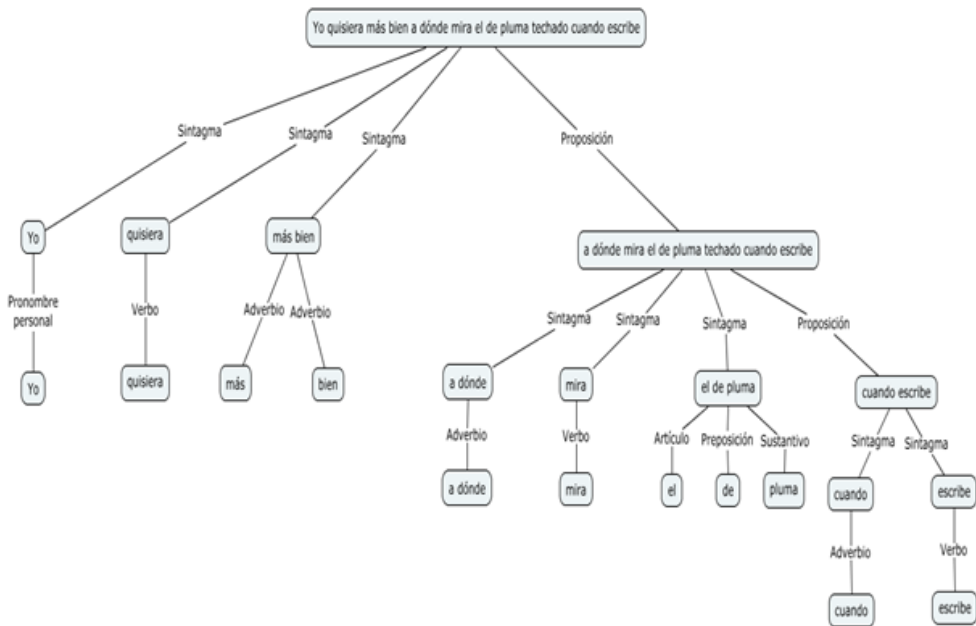 Yo quisiera más bien a dónde mira el de pluma techado cuando escribe
Sintagma
Sintagma
Sintagma
Proposición
Yo
quisiera
más bien
a dónde mira el de pluma techado cuando escribe
Pronombre
personal
Verbo
Adverbio
Adverbio
Sintagma
Sintagma
Sintagma
Proposición
Yo
quisiera
más
bien
a dónde
mira
el de pluma
cuando escribe
Adverbio
Verbo
Artículo
Preposición
Sustantivo
Sintagma
Sintagma
a dónde
mira
el
de
pluma
cuando
escribe
Adverbio
Verbo
cuando
escribe